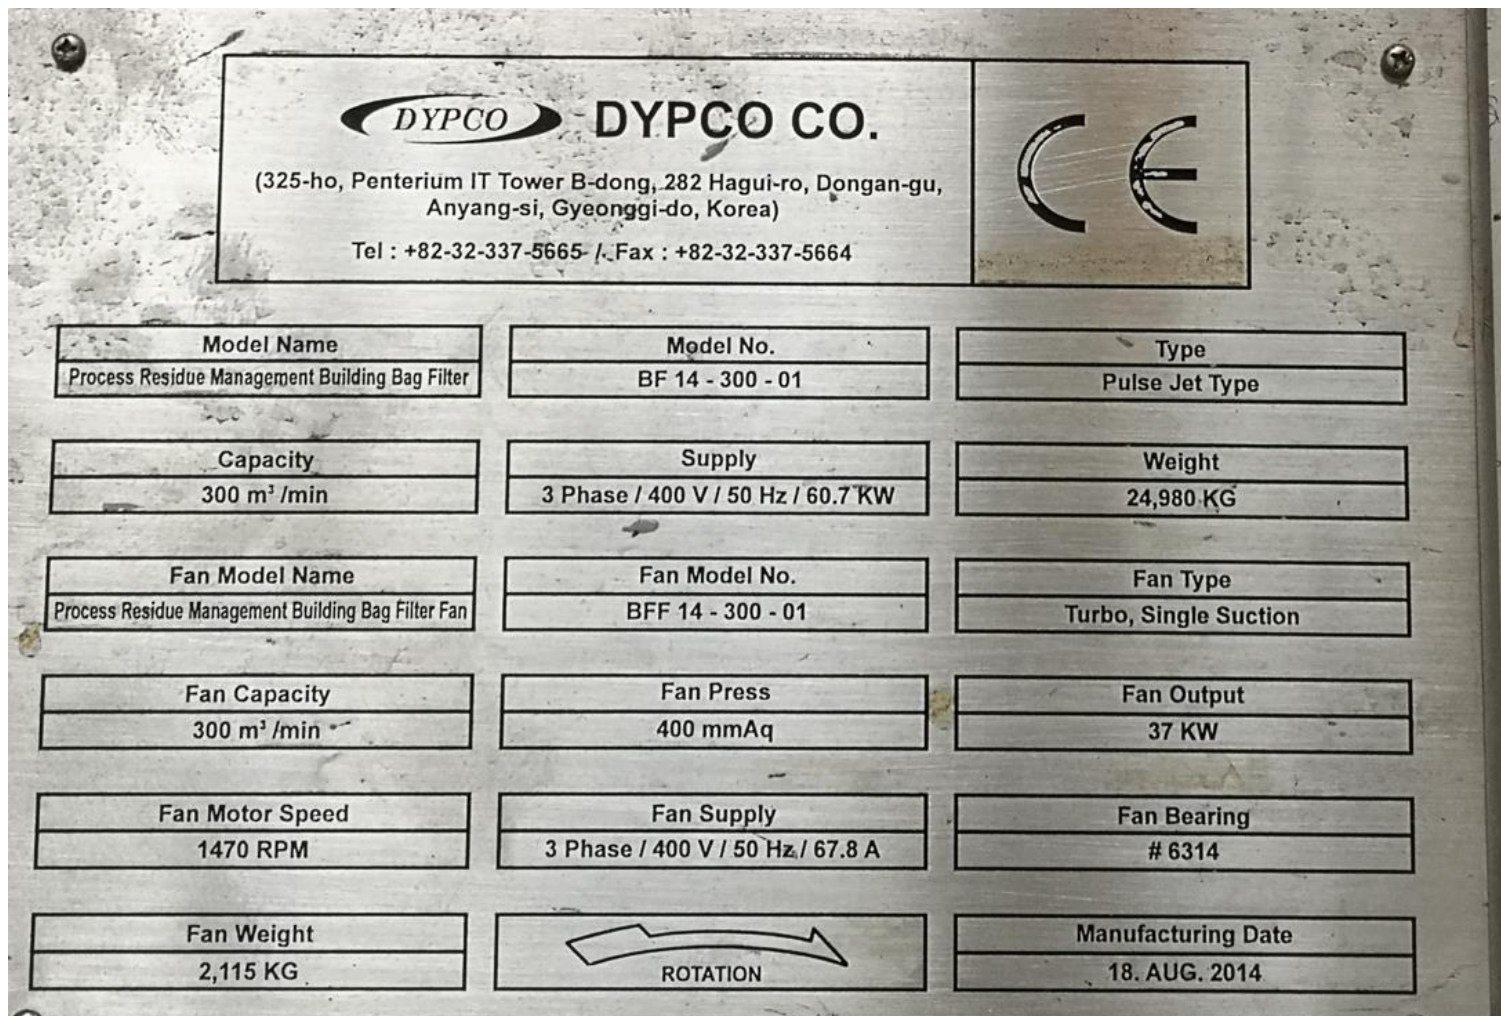 DYPCO DYPCO CO.
(325-ho, Penterium IT Tower B-dong, 282 Hagui-ro, Dongan-gu,
Anyang-si, Gyeonggi-do, Korea)
Tel : +82-32-337-5665 / Fax : +82-32-337-5664
CE
Model Name
Process Residue Management Building Bag Filter
Model No.
BF 14 - 300 - 01
Type
Pulse Jet Type
Capacity
300 m³ /min
Supply
3 Phase / 400 V / 50 Hz / 60.7 KW
Weight
24,980 KG
Fan Model Name
Process Residue Management Building Bag Filter Fan
Fan Model No.
BFF 14 - 300 - 01
Fan Type
Turbo, Single Suction
Fan Capacity
300 m³ /min
Fan Press
400 mmAq
Fan Output
37 KW
Fan Motor Speed
1470 RPM
Fan Supply
3 Phase / 400 V / 50 Hz / 67.8 A
Fan Bearing
# 6314
Fan Weight
2,115 KG
ROTATION
Manufacturing Date
18. AUG. 2014